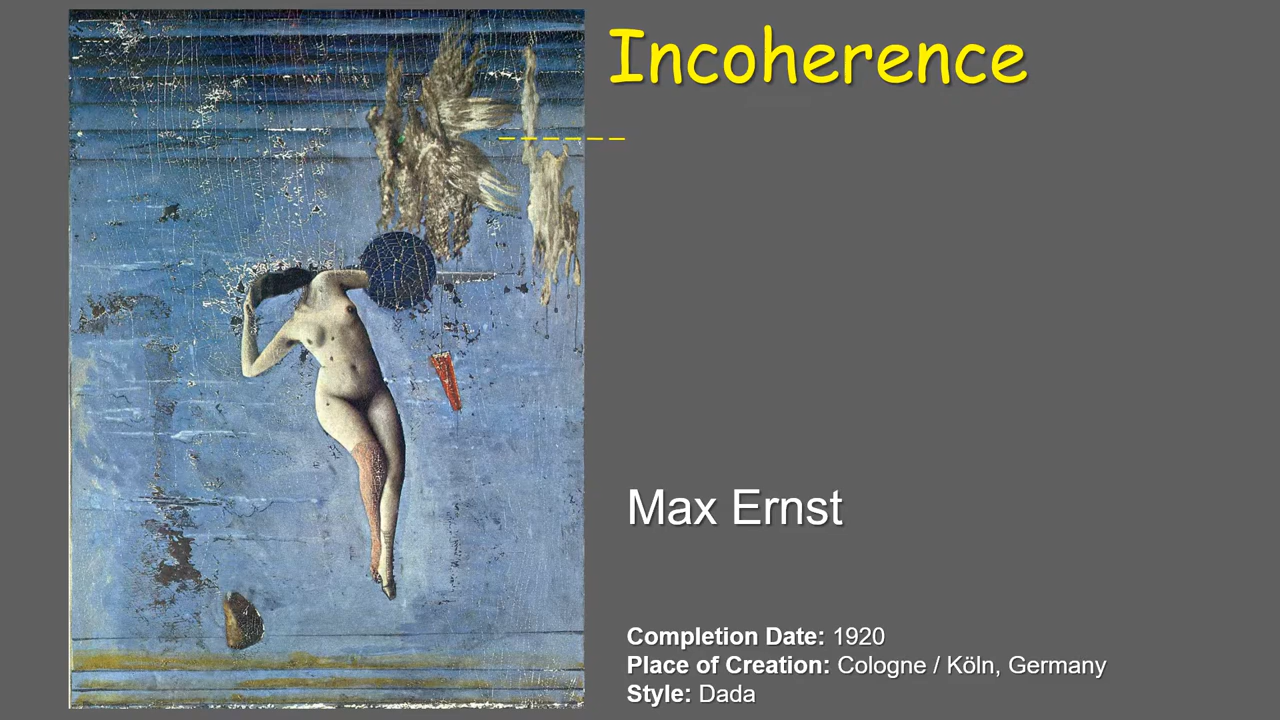 Incoherence
Max Ernst
Completion Date: 1920
Place of Creation: Cologne / Köln, Germany
Style: Dada